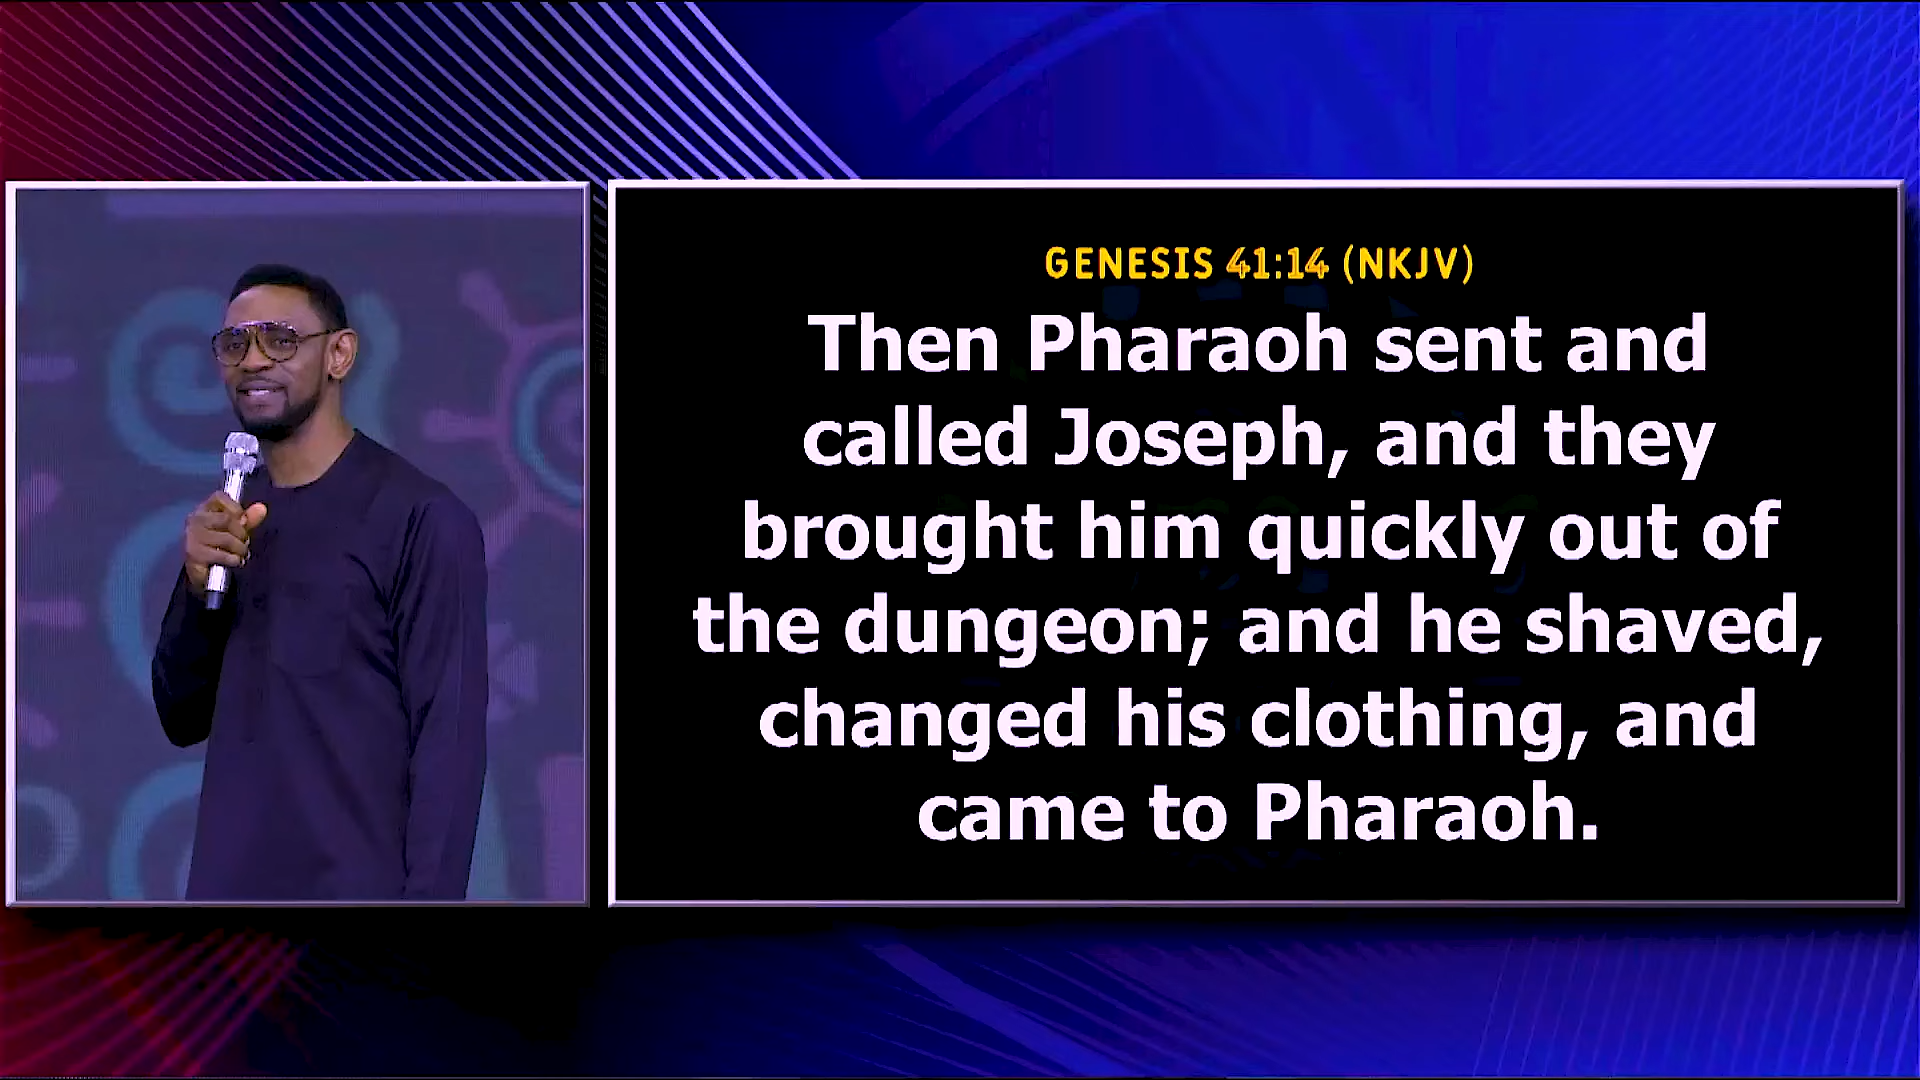 GENESIS 41:14 (NKJV)
Then Pharaoh sent and
called Joseph, and they
brought him quickly out of
the dungeon; and he shaved,
changed his clothing, and
came to Pharaoh.